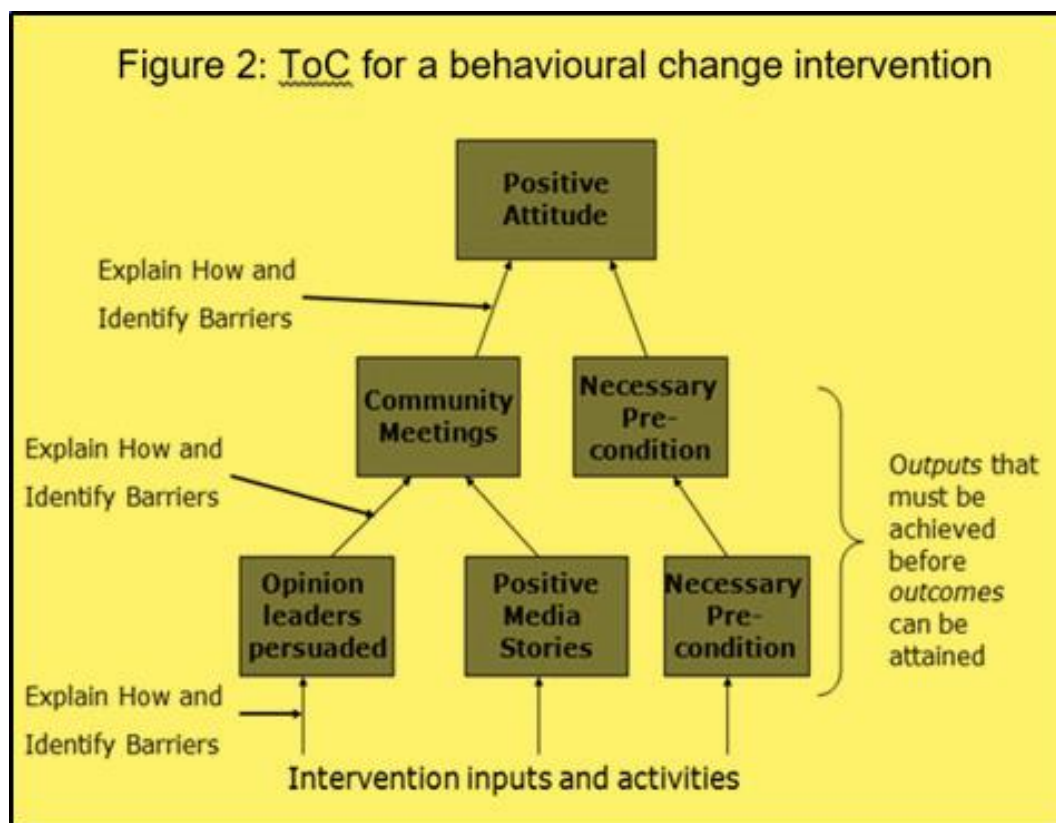 Figure 2: ToC for a behavioural change intervention
Positive
Attitude
Explain How and
Identify Barriers
Community
Meetings
Necessary
Pre-
condition
Explain How and
Identify Barriers
Outputs that
must be
achieved
before
outcomes
can be
attained
Opinion
leaders
persuaded
Positive
Media
Stories
Necessary
Pre-
condition
Explain How and
Identify Barriers
Intervention inputs and activities